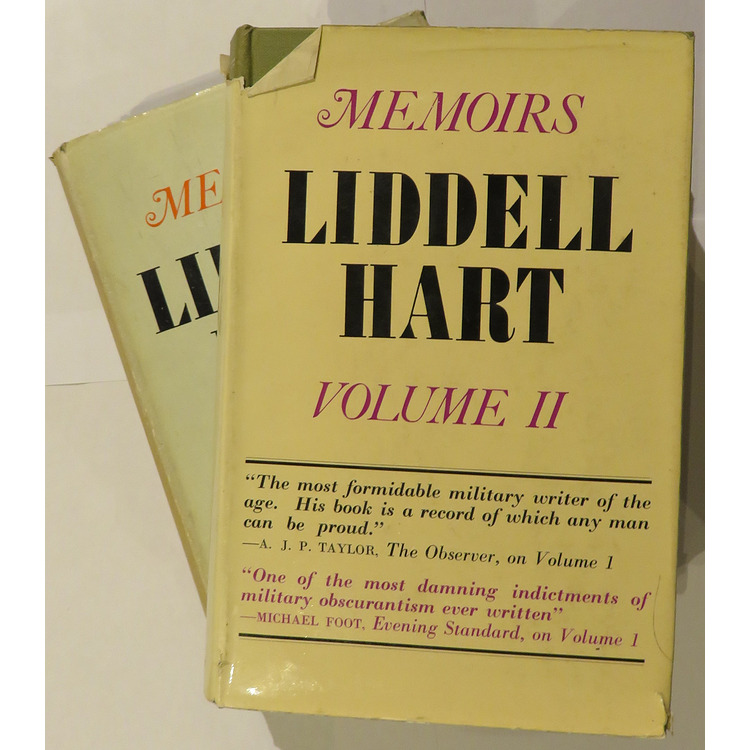 MEMOIRS
LIDDELL
HART
VOLUME II
“The most formidable military writer of the
age. His book is a record of which any man
can be proud.”
—A. J. P. TAYLOR, The Observer, on Volume 1
“One of the most damning indictments of
military obscurantism ever written”
—MICHAEL FOOT, Evening Standard, on Volume 1
ME
LI